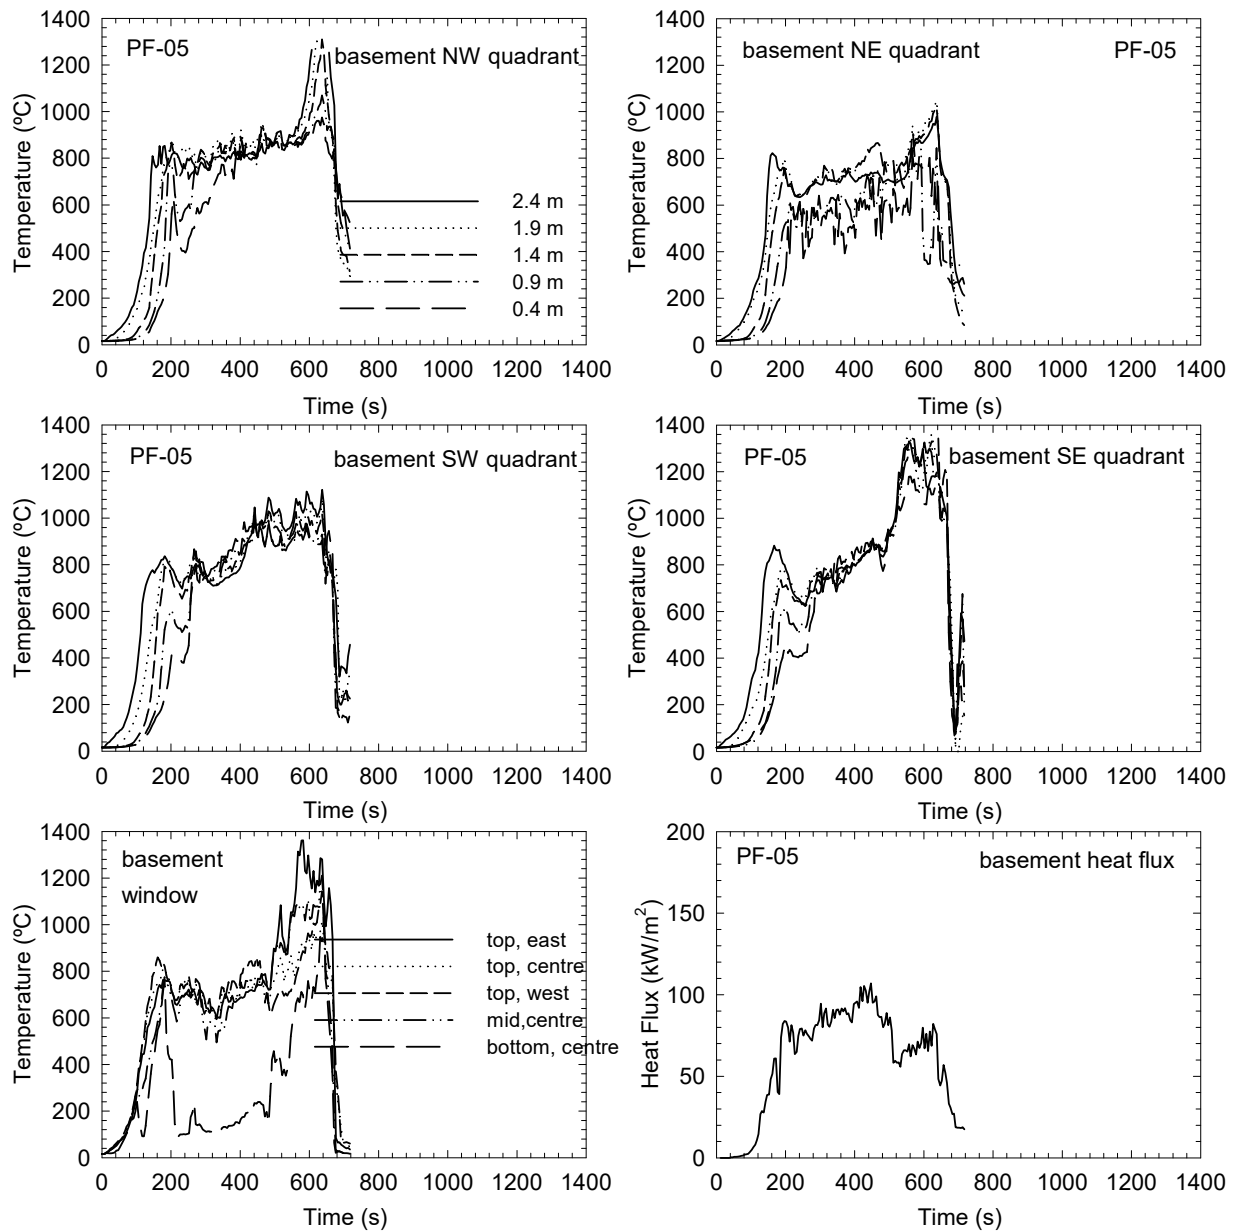 PF-05
basement NW quadrant
Temperature (ºC)
1400
1200
1000
800
600
400
200
0
2.4 m
1.9 m
1.4 m
0.9 m
0.4 m
0 200 400 600 800 1000 1200 1400
Time (s)
basement NE quadrant
PF-05
Temperature (ºC)
1400
1200
1000
800
600
400
200
0
0 200 400 600 800 1000 1200 1400
Time (s)
PF-05
basement SW quadrant
Temperature (ºC)
1400
1200
1000
800
600
400
200
0
0 200 400 600 800 1000 1200 1400
Time (s)
PF-05
basement SE quadrant
Temperature (ºC)
1400
1200
1000
800
600
400
200
0
0 200 400 600 800 1000 1200 1400
Time (s)
basement
window
Temperature (ºC)
1400
1200
1000
800
600
400
200
0
top, east
top, centre
top, west
mid,centre
bottom, centre
0 200 400 600 800 1000 1200 1400
Time (s)
PF-05
basement heat flux
Heat Flux (kW/m²)
200
150
100
50
0
0 200 400 600 800 1000 1200 1400
Time (s)